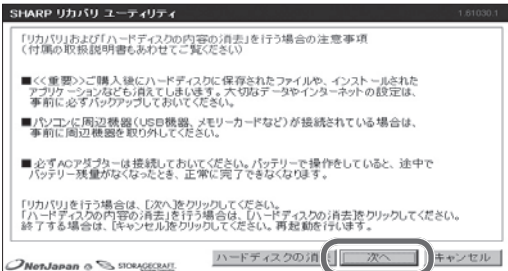 SHARP リカバリ ユーティリティ 1.61030.1
「リカバリ」および「ハードディスクの内容の消去」を行う場合の注意事項
（付属の取扱説明書もあわせてご覧ください）
■<<重要>>ご購入後にハードディスクに保存されたファイルや、インストールされた
アプリケーションなども消えてしまいます。大切なデータやインターネットの設定は、
事前に必ずバックアップしておいてください。
■パソコンに周辺機器（USB機器、メモリーカードなど）が接続されている場合は、
事前に周辺機器を取り外してください。
■必ずACアダプターは接続しておいてください。バッテリーで操作をしていると、途中で
バッテリー残量がなくなったとき、正常に完了できなくなります。
「リカバリ」を行う場合は、［次へ］をクリックしてください。
「ハードディスクの内容の消去」を行う場合は、［ハードディスクの消去］をクリックしてください。
終了する場合は、［キャンセル］をクリックしてください。再起動を行います。
NetJapan STORAGECRAFT. ハードディスクの消 次へ キャンセル